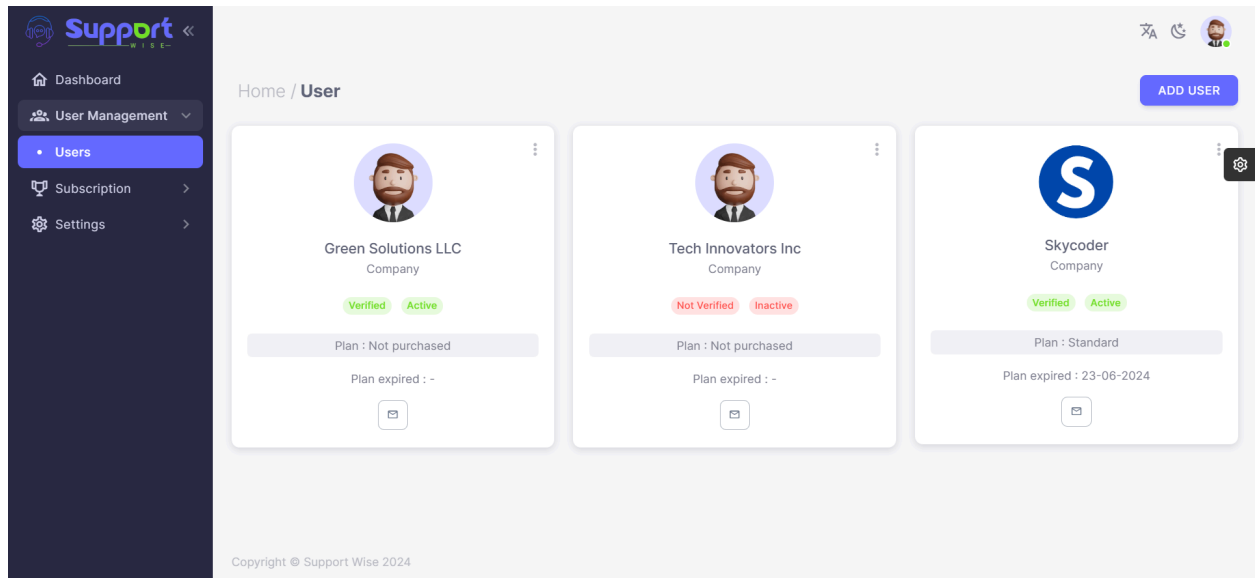 Support
WISE
Dashboard
User Management
Users
Subscription
Settings
Home / User
ADD USER
Green Solutions LLC
Company
Verified Active
Plan : Not purchased
Plan expired : -
Tech Innovators Inc
Company
Not Verified Inactive
Plan : Not purchased
Plan expired : -
S
Skycoder
Company
Verified Active
Plan : Standard
Plan expired : 23-06-2024
Copyright © Support Wise 2024